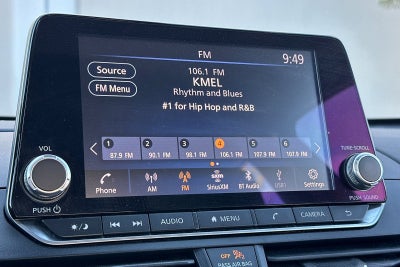 FM
9:49
Source
FM Menu
106.1 FM
KMEL
Rhythm and Blues
#1 for Hip Hop and R&B
1 2 3 4 5 6
87.9 FM 90.1 FM 98.1 FM 106.1 FM 107.9 FM 107.9 FM
Phone AM FM SiriusXM BT Audio USB1 Settings
VOL
PUSH
TUNE·SCROLL
PUSH SOUND
AUDIO MENU CAMERA
OFF
PASS AIR BAG